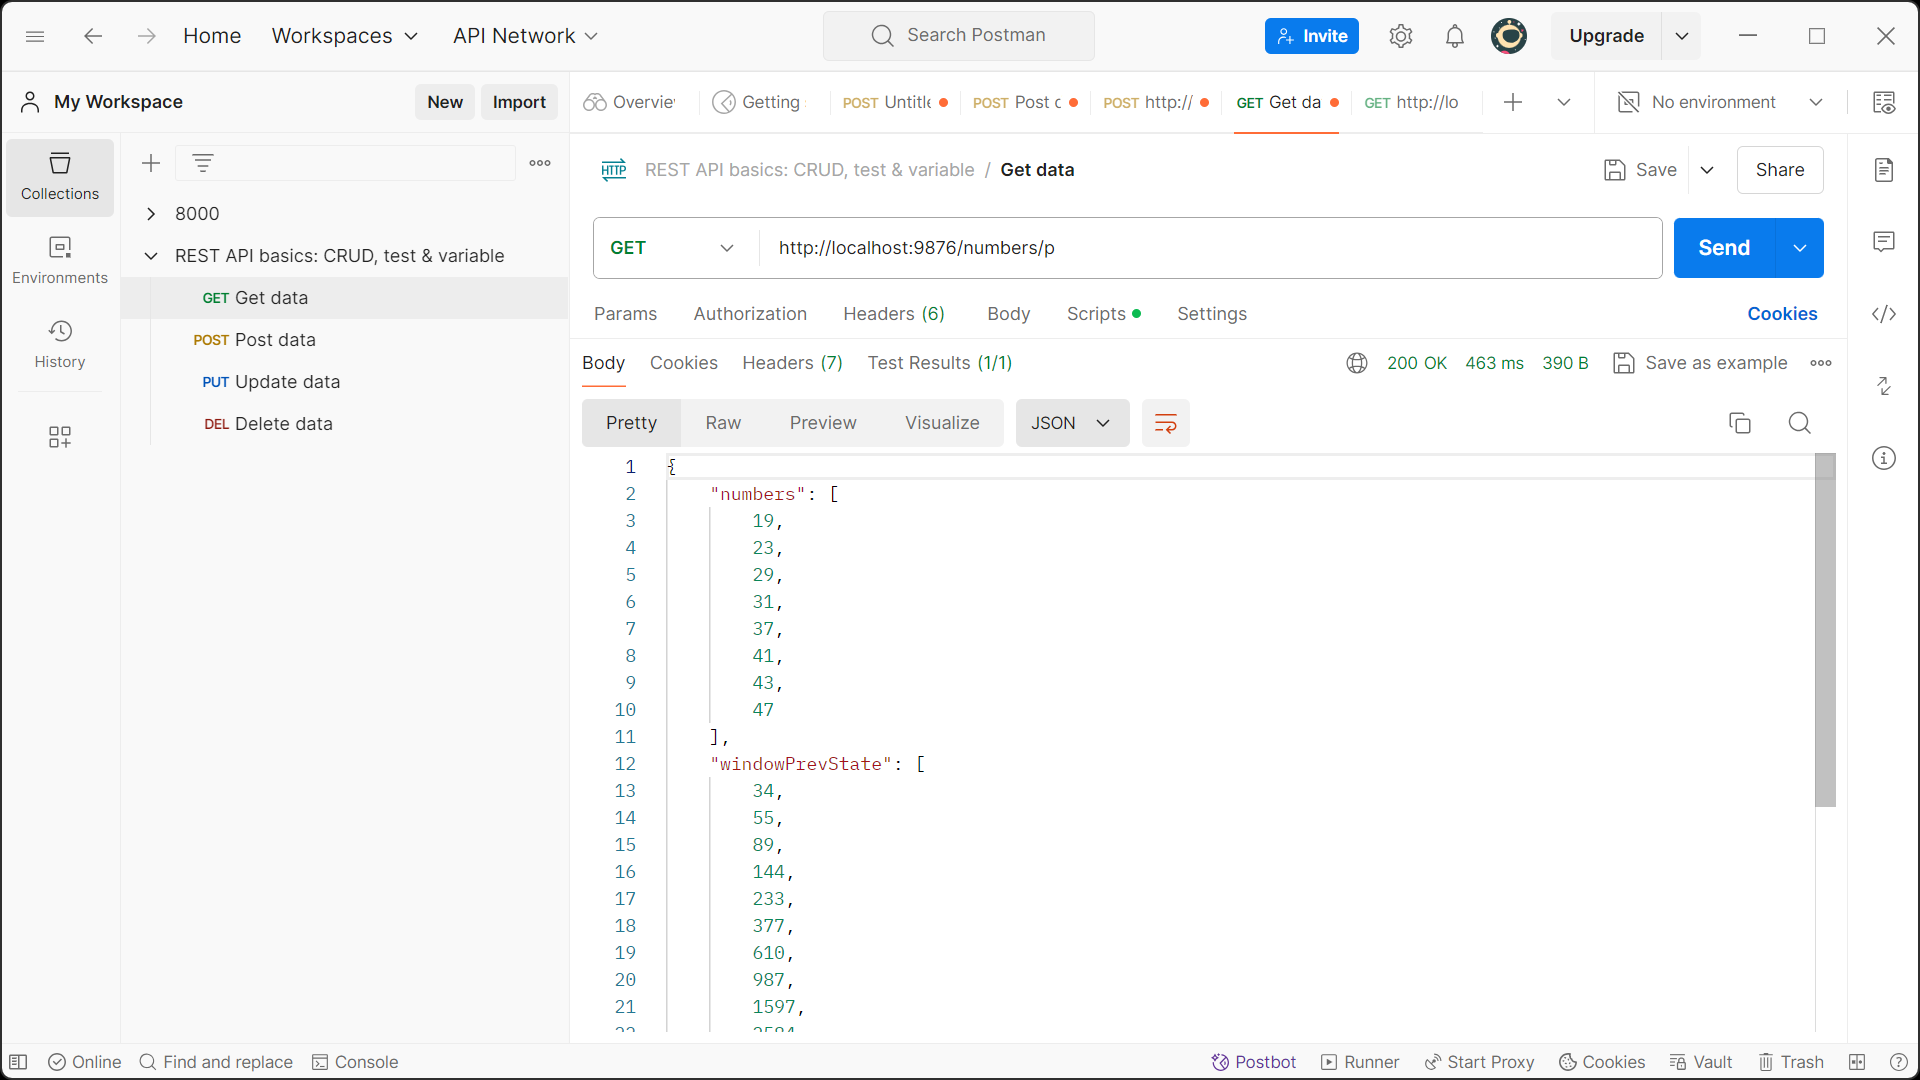 Home
Workspaces
API Network
Search Postman
Invite
Upgrade
My Workspace
New
Import
Overvie
Getting
POST Untitle
POST Post c
POST http://
GET Get da
GET http://lo
No environment
Collections
Environments
History
8000
REST API basics: CRUD, test & variable
GET Get data
POST Post data
PUT Update data
DEL Delete data
HTTP
REST API basics: CRUD, test & variable / Get data
Save
Share
GET
http://localhost:9876/numbers/p
Send
Params
Authorization
Headers (6)
Body
Scripts
Settings
Cookies
Body
Cookies
Headers (7)
Test Results (1/1)
200 OK
463 ms
390 B
Save as example
Pretty
Raw
Preview
Visualize
JSON
1 {
2 "numbers": [
3 19,
4 23,
5 29,
6 31,
7 37,
8 41,
9 43,
10 47
11 ],
12 "windowPrevState": [
13 34,
14 55,
15 89,
16 144,
17 233,
18 377,
19 610,
20 987,
21 1597,
Online
Find and replace
Console
Postbot
Runner
Start Proxy
Cookies
Vault
Trash